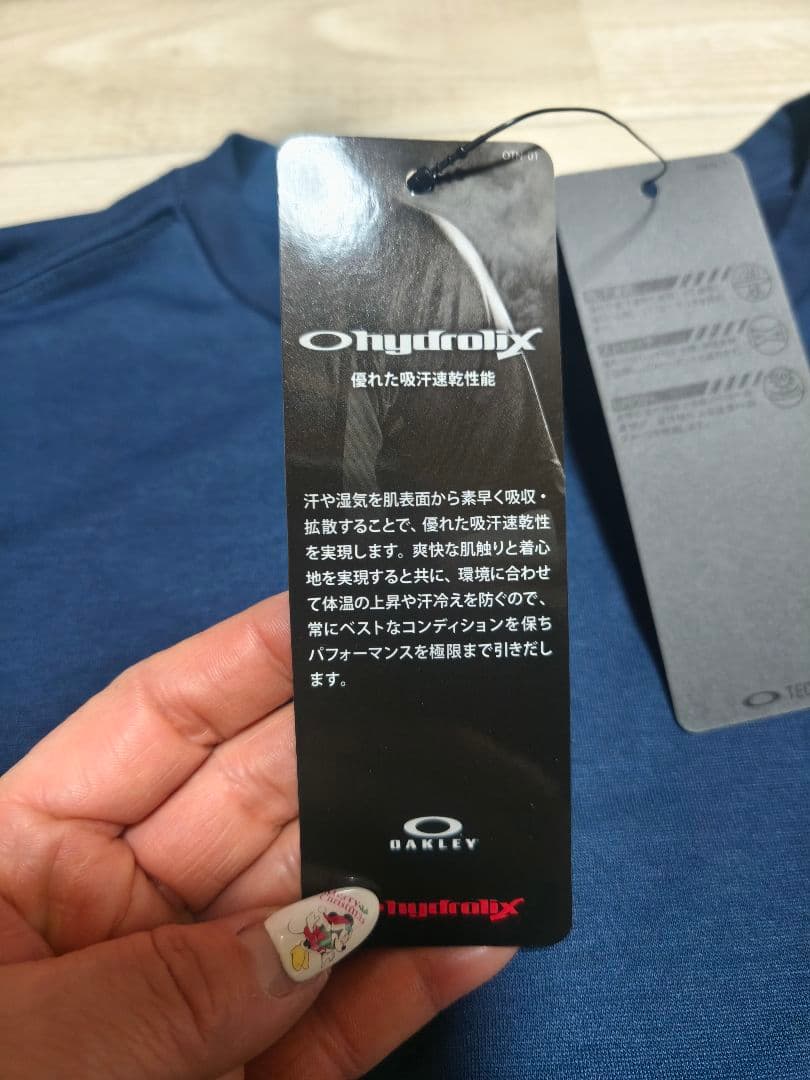 OTN-01
Ohydrolix
優れた吸汗速乾性能
汗や湿気を肌表面から素早く吸収・
拡散することで、優れた吸汗速乾性
を実現します。爽快な肌触りと着心
地を実現すると共に、環境に合わせ
て体温の上昇や汗冷えを防ぐので、
常にベストなコンディションを保ち
パフォーマンスを極限まで引きだし
ます。
OAKLEY
hydrolix
Merry
Christmas
TEC